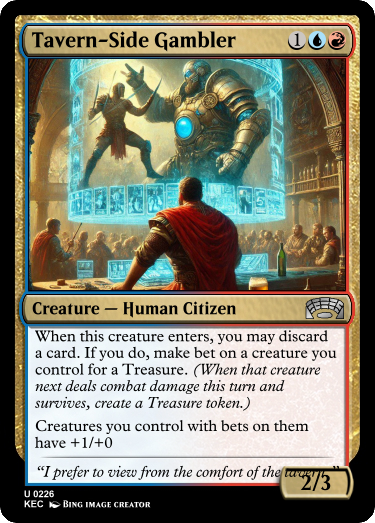 Tavern-Side Gambler 1
Creature — Human Citizen
When this creature enters, you may discard
a card. If you do, make bet on a creature you
control for a Treasure. (When that creature
next deals combat damage this turn and
survives, create a Treasure token.)
Creatures you control with bets on them
have +1/+0
“I prefer to view from the comfort of the tavern.”
2/3
U 0226
KEC BING IMAGE CREATOR